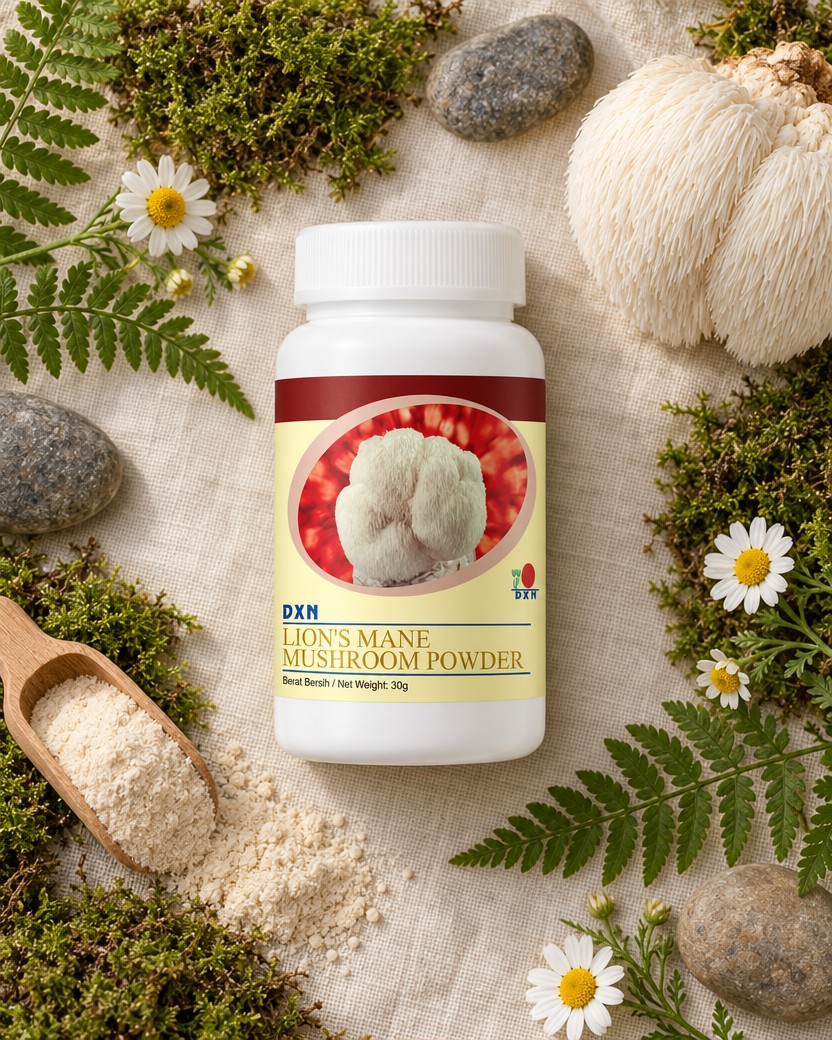 DXN
DXN
LION'S MANE
MUSHROOM POWDER
Berat Bersih / Net Weight: 30g